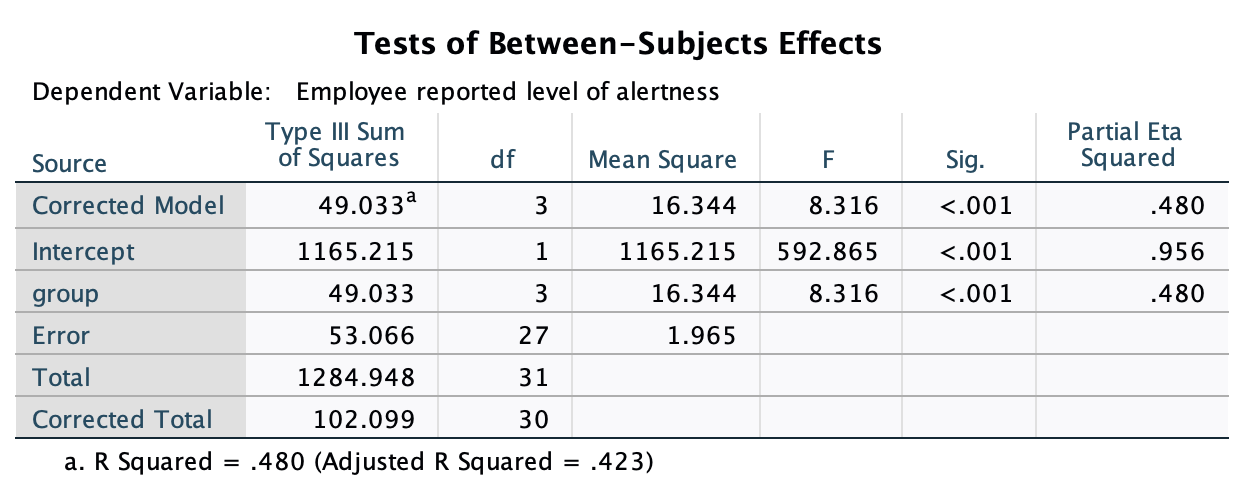 Tests of Between-Subjects Effects
Dependent Variable: Employee reported level of alertness
Source Type III Sum of Squares df Mean Square F Sig. Partial Eta Squared
Corrected Model 49.033a 3 16.344 8.316 <.001 .480
Intercept 1165.215 1 1165.215 592.865 <.001 .956
group 49.033 3 16.344 8.316 <.001 .480
Error 53.066 27 1.965
Total 1284.948 31
Corrected Total 102.099 30
a. R Squared = .480 (Adjusted R Squared = .423)